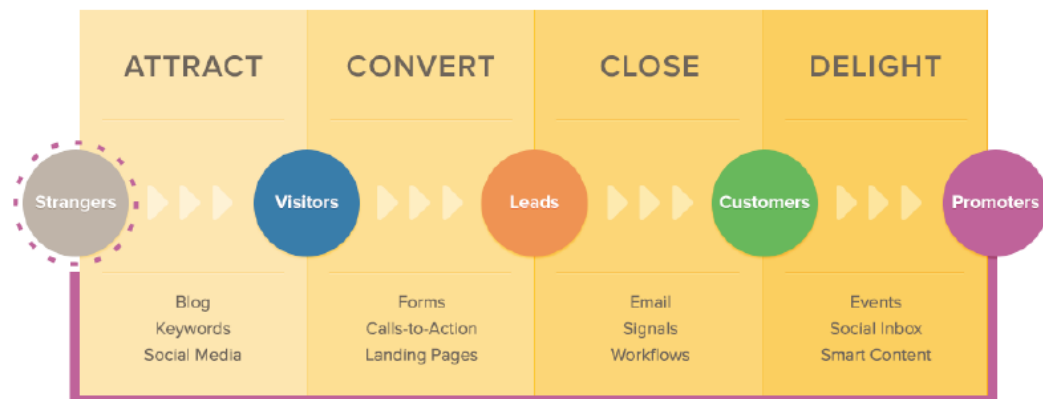 ATTRACT
CONVERT
CLOSE
DELIGHT
Strangers
Visitors
Leads
Customers
Promoters
Blog
Keywords
Social Media
Forms
Calls-to-Action
Landing Pages
Email
Signals
Workflows
Events
Social Inbox
Smart Content